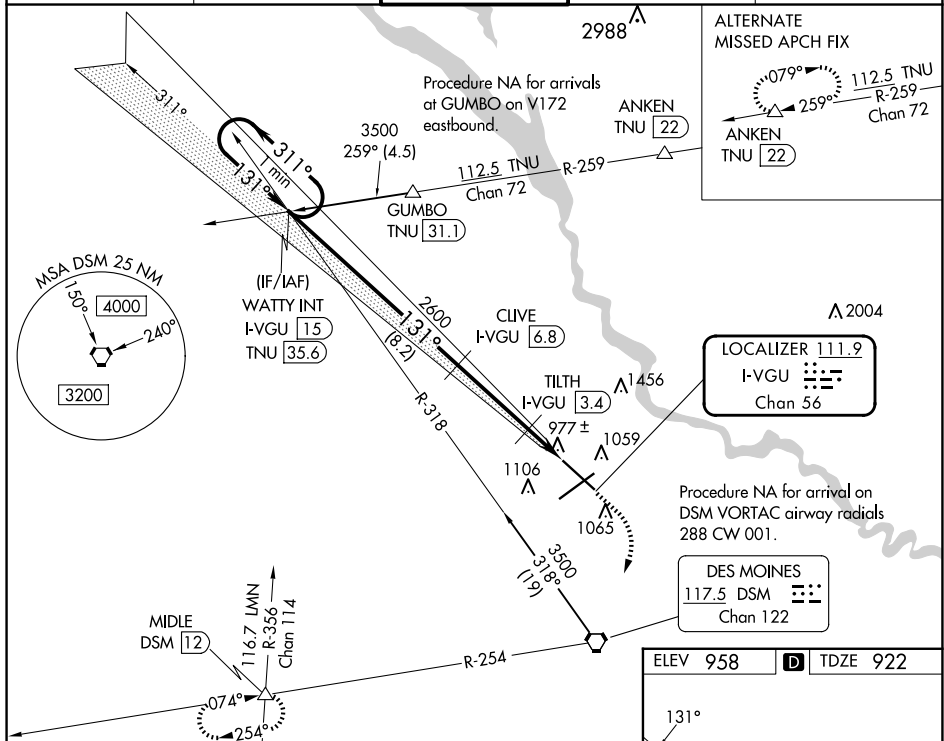 2988
ALTERNATE
MISSED APCH FIX
079°
259°
112.5 TNU
R-259
Chan 72
ANKEN
TNU 22
Procedure NA for arrivals
at GUMBO on V172
eastbound.
ANKEN
TNU 22
311°
3500
259° (4.5)
112.5 TNU
Chan 72
R-259
GUMBO
TNU 31.1
311°
1 min
131°
(IF/IAF)
WATTY INT
I-VGU 15
TNU 35.6
MSA DSM 25 NM
150°
4000
240°
3200
2600
131°
(8.2)
CLIVE
I-VGU 6.8
2004
LOCALIZER 111.9
I-VGU
Chan 56
TILTH
I-VGU 3.4
1456
977 ±
1059
1106
1065
R-318
Procedure NA for arrival on
DSM VORTAC airway radials
288 CW 001.
3500
318°
(19)
DES MOINES
117.5 DSM
Chan 122
MIDLE
DSM 12
116.7 LMN
R-356
Chan 114
R-254
074°
254°
ELEV 958
D
TDZE 922
131°